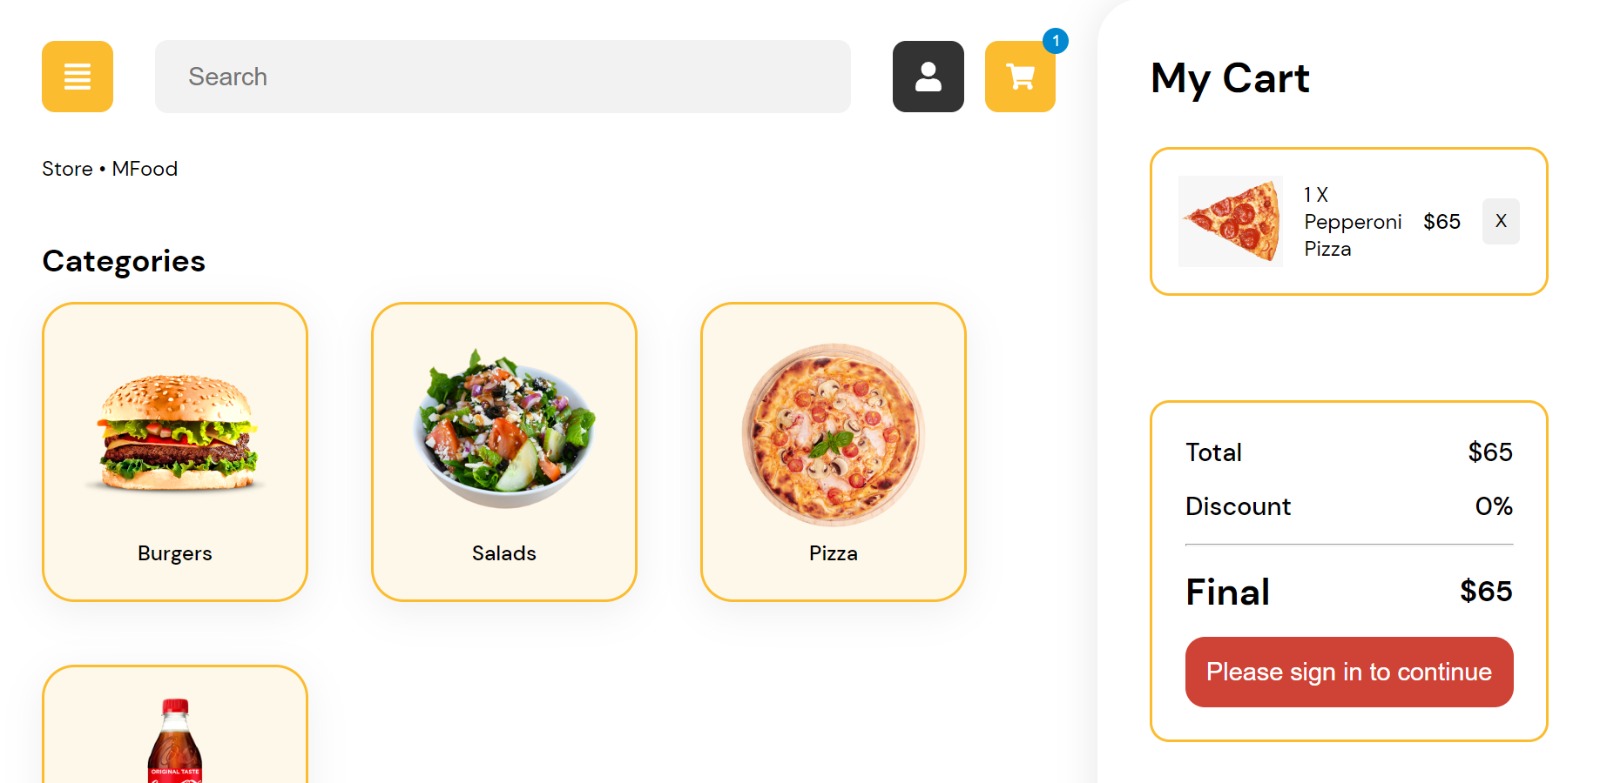 Search
1
Store • MFood
Categories
Burgers
Salads
Pizza
ORIGINAL TASTE
My Cart
1 X
Pepperoni
Pizza
$65
X
Total $65
Discount 0%
Final $65
Please sign in to continue